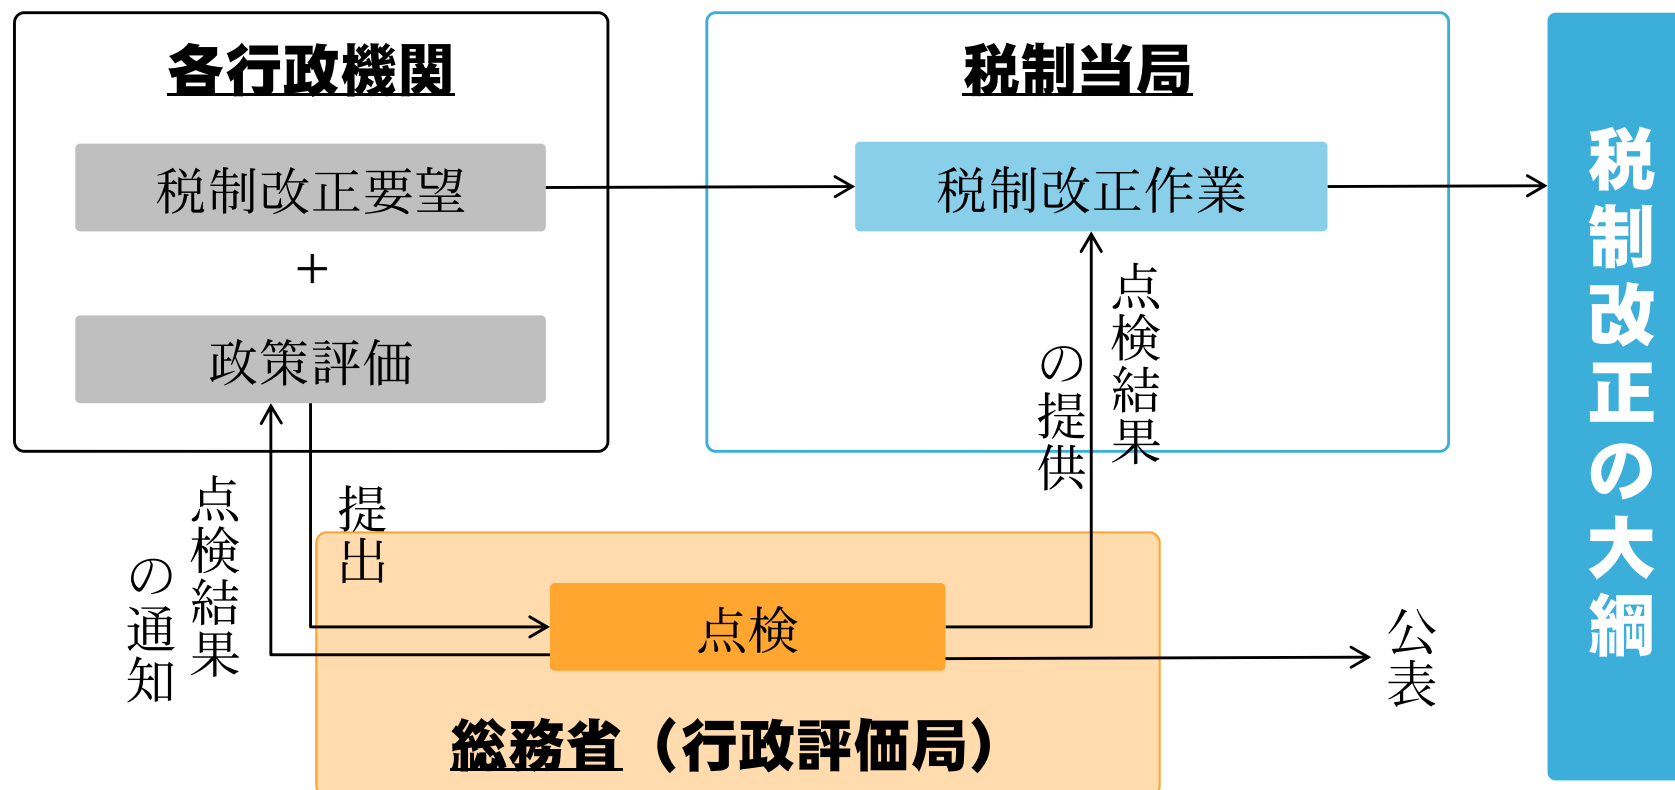 各行政機関
税制改正要望
+
政策評価
税制当局
税制改正作業
点検結果
の提供
点検結果
の通知
提出
点検
総務省（行政評価局）
公表
税制改正の大綱